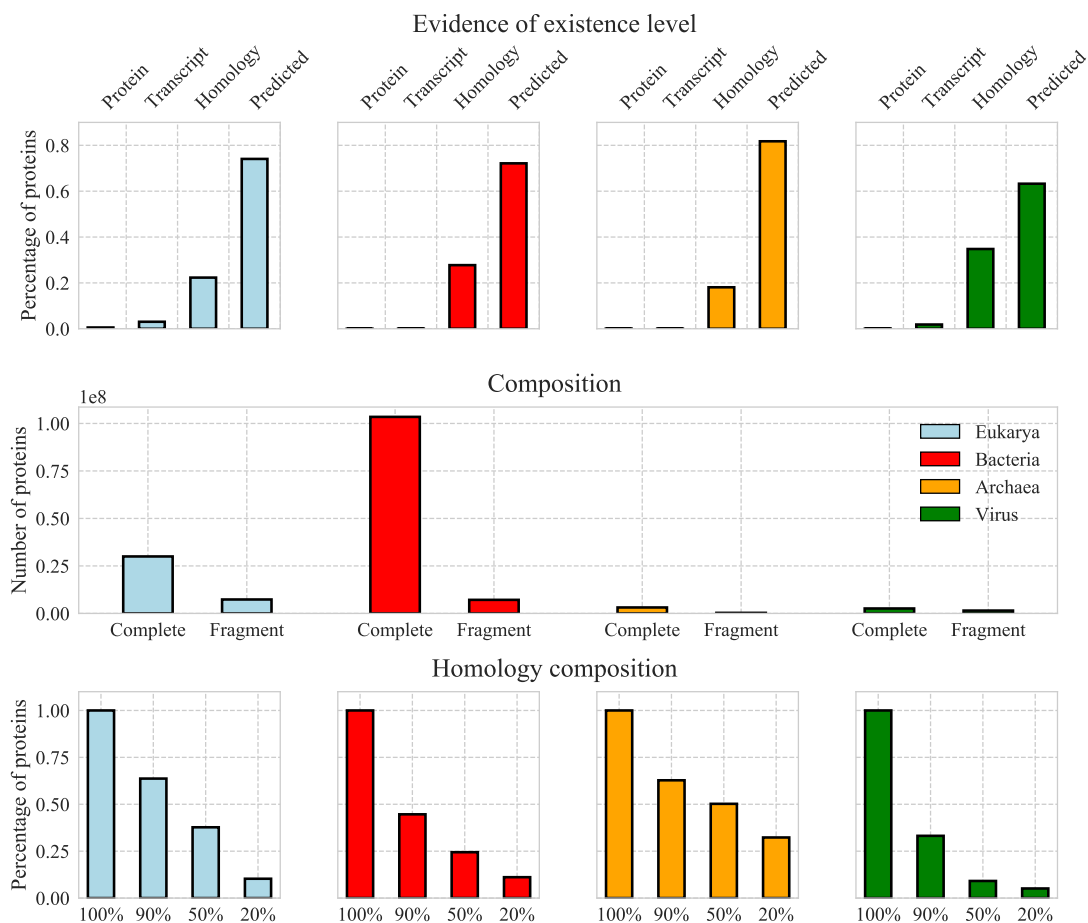 Evidence of existence level
Protein Transcript Homology Predicted Protein Transcript Homology Predicted Protein Transcript Homology Predicted Protein Transcript Homology Predicted
Percentage of proteins
0.8
0.6
0.4
0.2
0.0
Composition
1e8
Number of proteins
1.00
0.75
0.50
0.25
0.00
Eukarya
Bacteria
Archaea
Virus
Complete Fragment Complete Fragment Complete Fragment Complete Fragment
Homology composition
Percentage of proteins
1.00
0.75
0.50
0.25
0.00
100% 90% 50% 20% 100% 90% 50% 20% 100% 90% 50% 20% 100% 90% 50% 20%